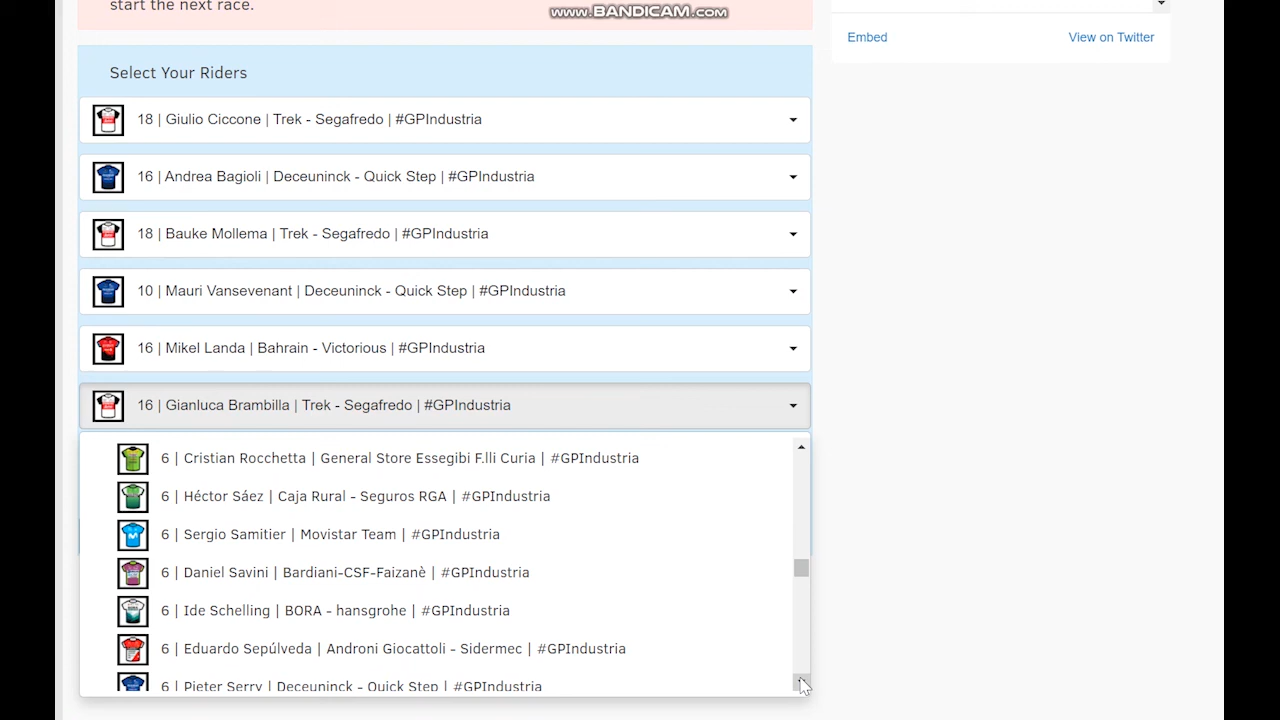 start the next race.
www.BANDICAM.com
Embed
View on Twitter
Select Your Riders
18 | Giulio Ciccone | Trek - Segafredo | #GPIndustria
16 | Andrea Bagioli | Deceuninck - Quick Step | #GPIndustria
18 | Bauke Mollema | Trek - Segafredo | #GPIndustria
10 | Mauri Vansevenant | Deceuninck - Quick Step | #GPIndustria
16 | Mikel Landa | Bahrain - Victorious | #GPIndustria
16 | Gianluca Brambilla | Trek - Segafredo | #GPIndustria
6 | Cristian Rocchetta | General Store Essegibi F.lli Curia | #GPIndustria
6 | Héctor Sáez | Caja Rural - Seguros RGA | #GPIndustria
6 | Sergio Samitier | Movistar Team | #GPIndustria
6 | Daniel Savini | Bardiani-CSF-Faizanè | #GPIndustria
6 | Ide Schelling | BORA - hansgrohe | #GPIndustria
6 | Eduardo Sepúlveda | Androni Giocattoli - Sidermec | #GPIndustria
6 | Pieter Serry | Deceuninck - Quick Step | #GPIndustria